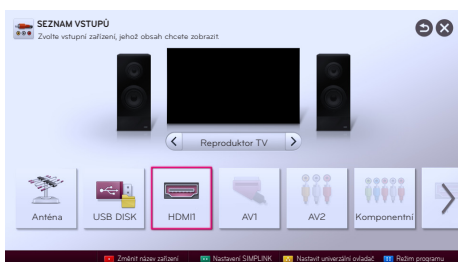 SEZNAM VSTUPŮ
Zvolte vstupní zařízení, jehož obsah chcete zobrazit.
Reproduktor TV
Anténa USB DISK HDMI1 AV1 AV2 Komponentní
Změnit název zařízení Nastavení SIMPLINK Nastavit univerzální ovladač Režim programu